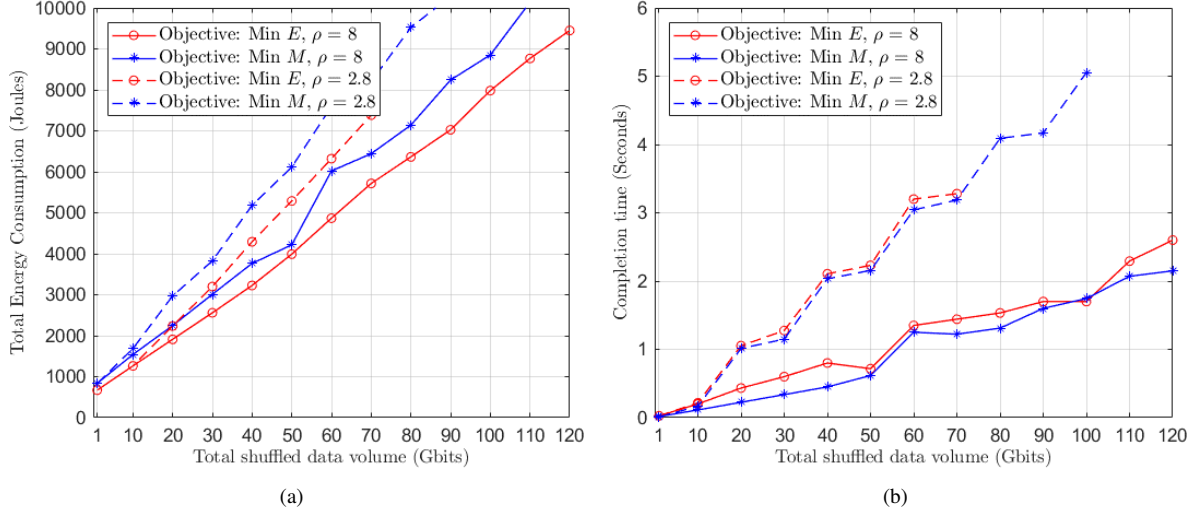 10000
9000
8000
7000
6000
5000
4000
3000
2000
1000
0
Total Energy Consumption (Joules)
Objective: Min E, ρ = 8
Objective: Min M, ρ = 8
Objective: Min E, ρ = 2.8
Objective: Min M, ρ = 2.8
1 10 20 30 40 50 60 70 80 90 100 110 120
Total shuffled data volume (Gbits)
(a)
6
5
4
3
2
1
0
Completion time (Seconds)
Objective: Min E, ρ = 8
Objective: Min M, ρ = 8
Objective: Min E, ρ = 2.8
Objective: Min M, ρ = 2.8
1 10 20 30 40 50 60 70 80 90 100 110 120
Total shuffled data volume (Gbits)
(b)